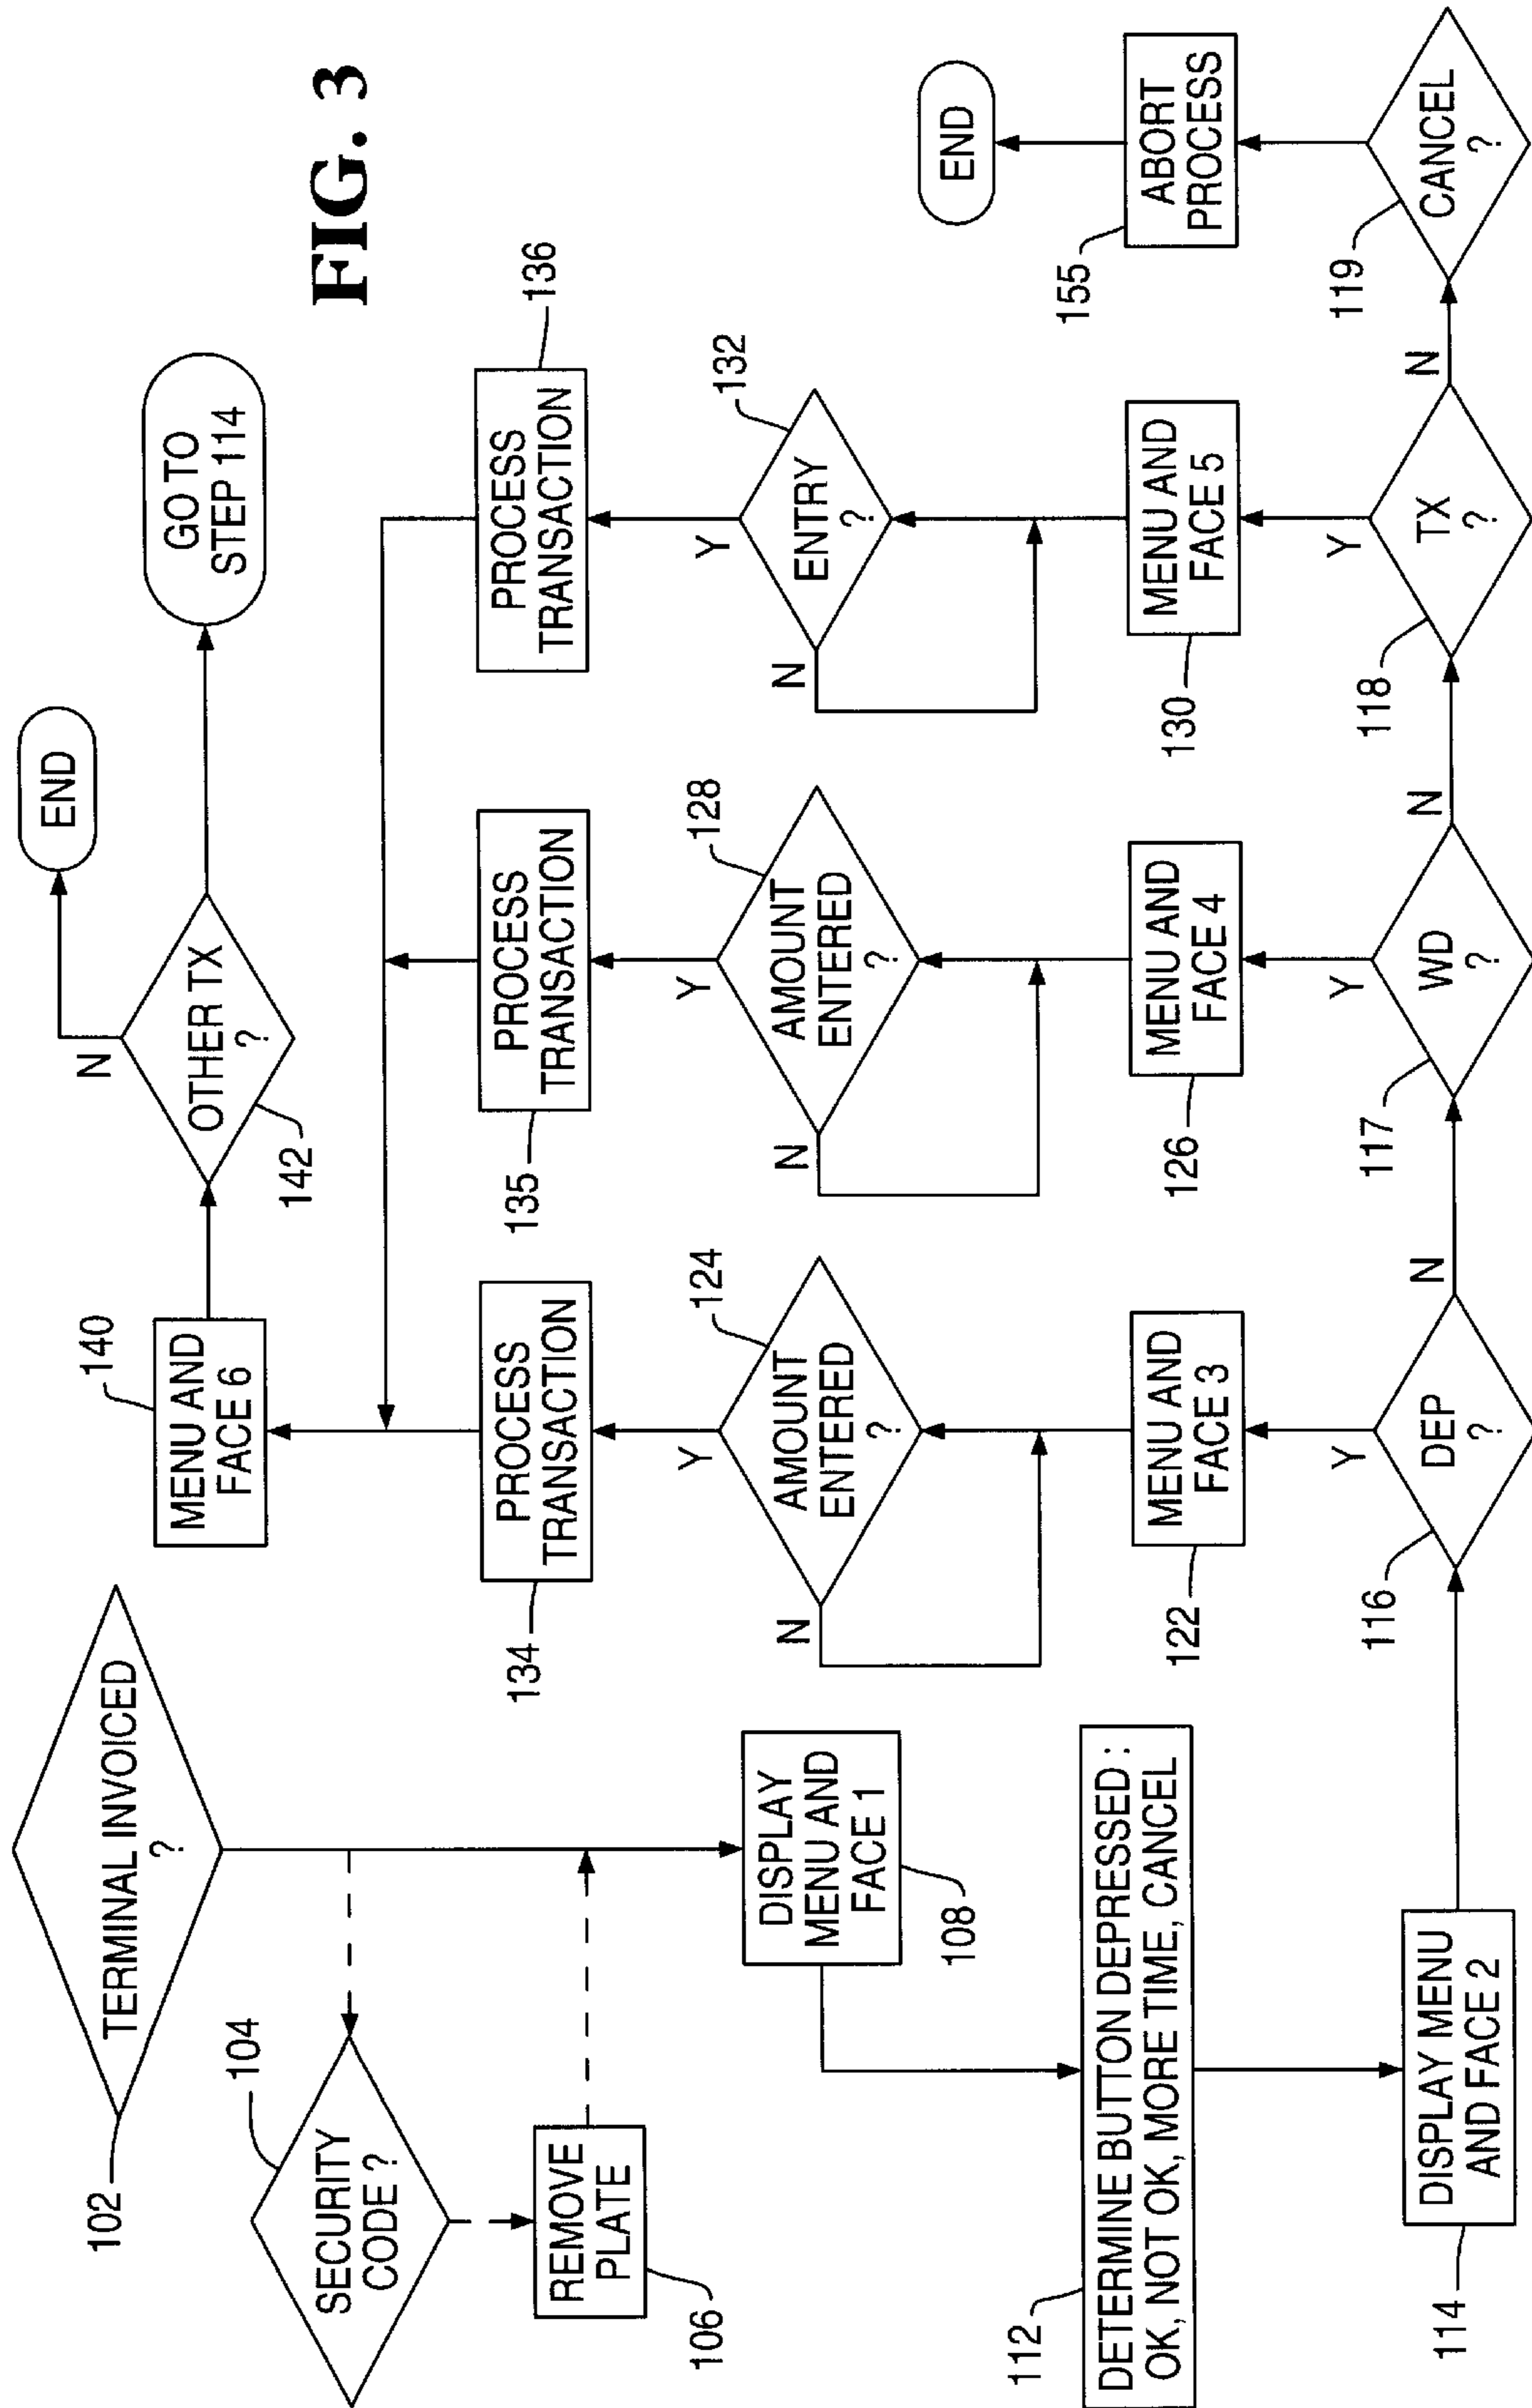 FIG. 3
102
TERMINAL INVOICED
?
104
SECURITY
CODE ?
106
REMOVE
PLATE
DISPLAY
MENU AND
FACE 1
108
112
DETERMINE BUTTON DEPRESSED :
OK, NOT OK, MORE TIME, CANCEL
DISPLAY MENU
AND FACE 2
114
116
DEP
?
Y
N
122
MENU AND
FACE 3
124
AMOUNT
ENTERED
?
N
Y
134
PROCESS
TRANSACTION
140
MENU AND
FACE 6
142
OTHER TX
?
N
END
GO TO
STEP 114
117
WD
?
Y
N
126
MENU AND
FACE 4
128
AMOUNT
ENTERED
?
N
Y
135
PROCESS
TRANSACTION
118
TX
?
Y
N
130
MENU AND
FACE 5
132
ENTRY
?
N
Y
136
PROCESS
TRANSACTION
119
CANCEL
?
155
ABORT
PROCESS
END